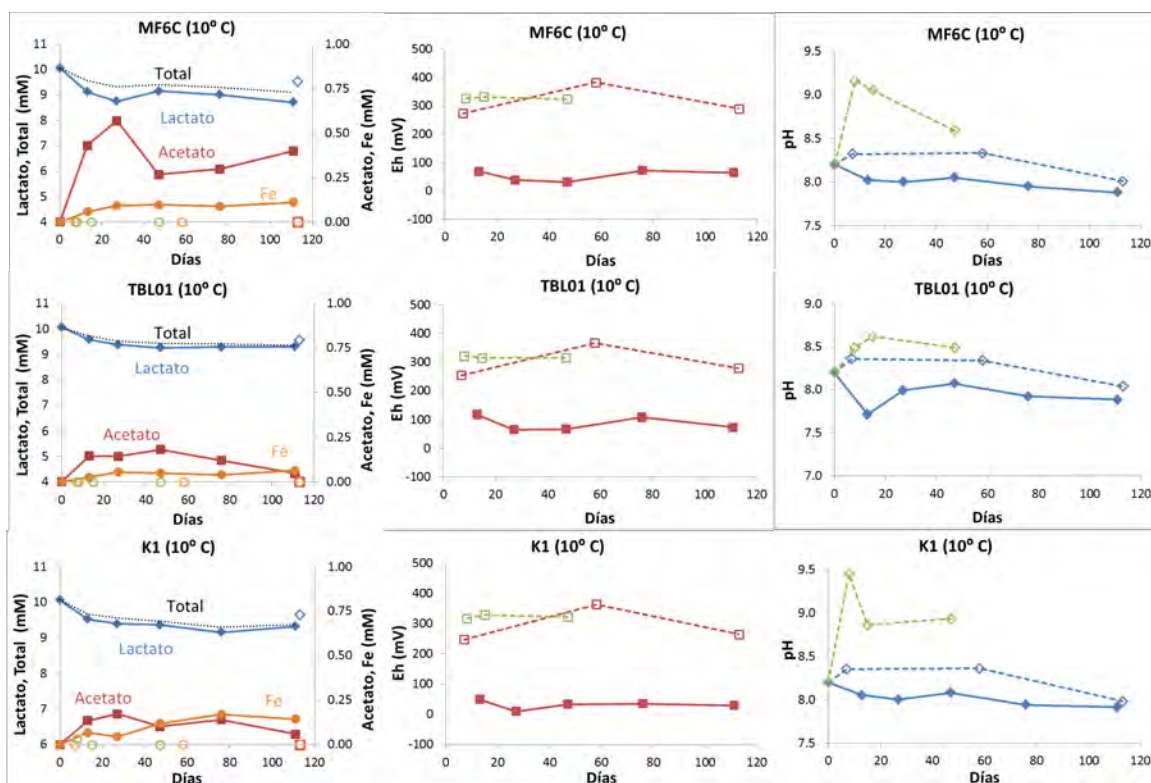 MF6C (10º C)
Lactato, Total (mM)
11
10
9
8
7
6
5
4
Total
Lactato
Acetato
Fe
1.00
0.75
0.50
0.25
0.00
Acetato, Fe (mM)
0 20 40 60 80 100 120
Días
MF6C (10º C)
Eh (mV)
500
400
300
200
100
0
-100
0 20 40 60 80 100 120
Días
MF6C (10º C)
pH
9.5
9.0
8.5
8.0
7.5
0 20 40 60 80 100 120
Días
TBL01 (10º C)
Lactato, Total (mM)
11
10
9
8
7
6
5
4
Total
Lactato
Acetato
Fe
1.00
0.75
0.50
0.25
0.00
Acetato, Fe (mM)
0 20 40 60 80 100 120
Días
TBL01 (10º C)
Eh (mV)
500
400
300
200
100
0
-100
0 20 40 60 80 100 120
Días
TBL01 (10º C)
pH
9.0
8.5
8.0
7.5
7.0
0 20 40 60 80 100 120
Días
K1 (10º C)
Lactato, Total (mM)
11
10
9
8
7
6
Total
Lactato
Acetato
Fe
1.00
0.75
0.50
0.25
0.00
Acetato, Fe (mM)
0 20 40 60 80 100 120
Días
K1 (10º C)
Eh (mV)
500
400
300
200
100
0
-100
0 20 40 60 80 100 120
Días
K1 (10º C)
pH
9.5
9.0
8.5
8.0
7.5
0 20 40 60 80 100 120
Días